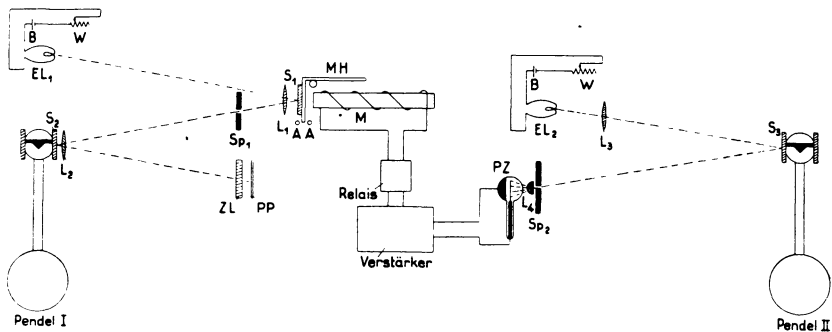 B
W
EL1
S2
L2
Sp1
ZL
PP
S1
MH
L1
A A
M
Relais
Verstärker
PZ
L4
Sp2
B
W
EL2
L3
S3
Pendel I
Pendel II